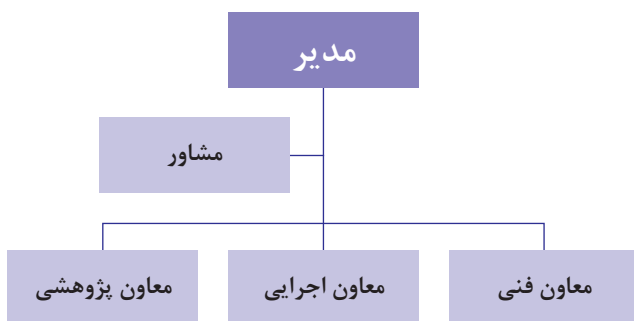 مدیر
مشاور
معاون فنی
معاون اجرایی
معاون پژوهشی